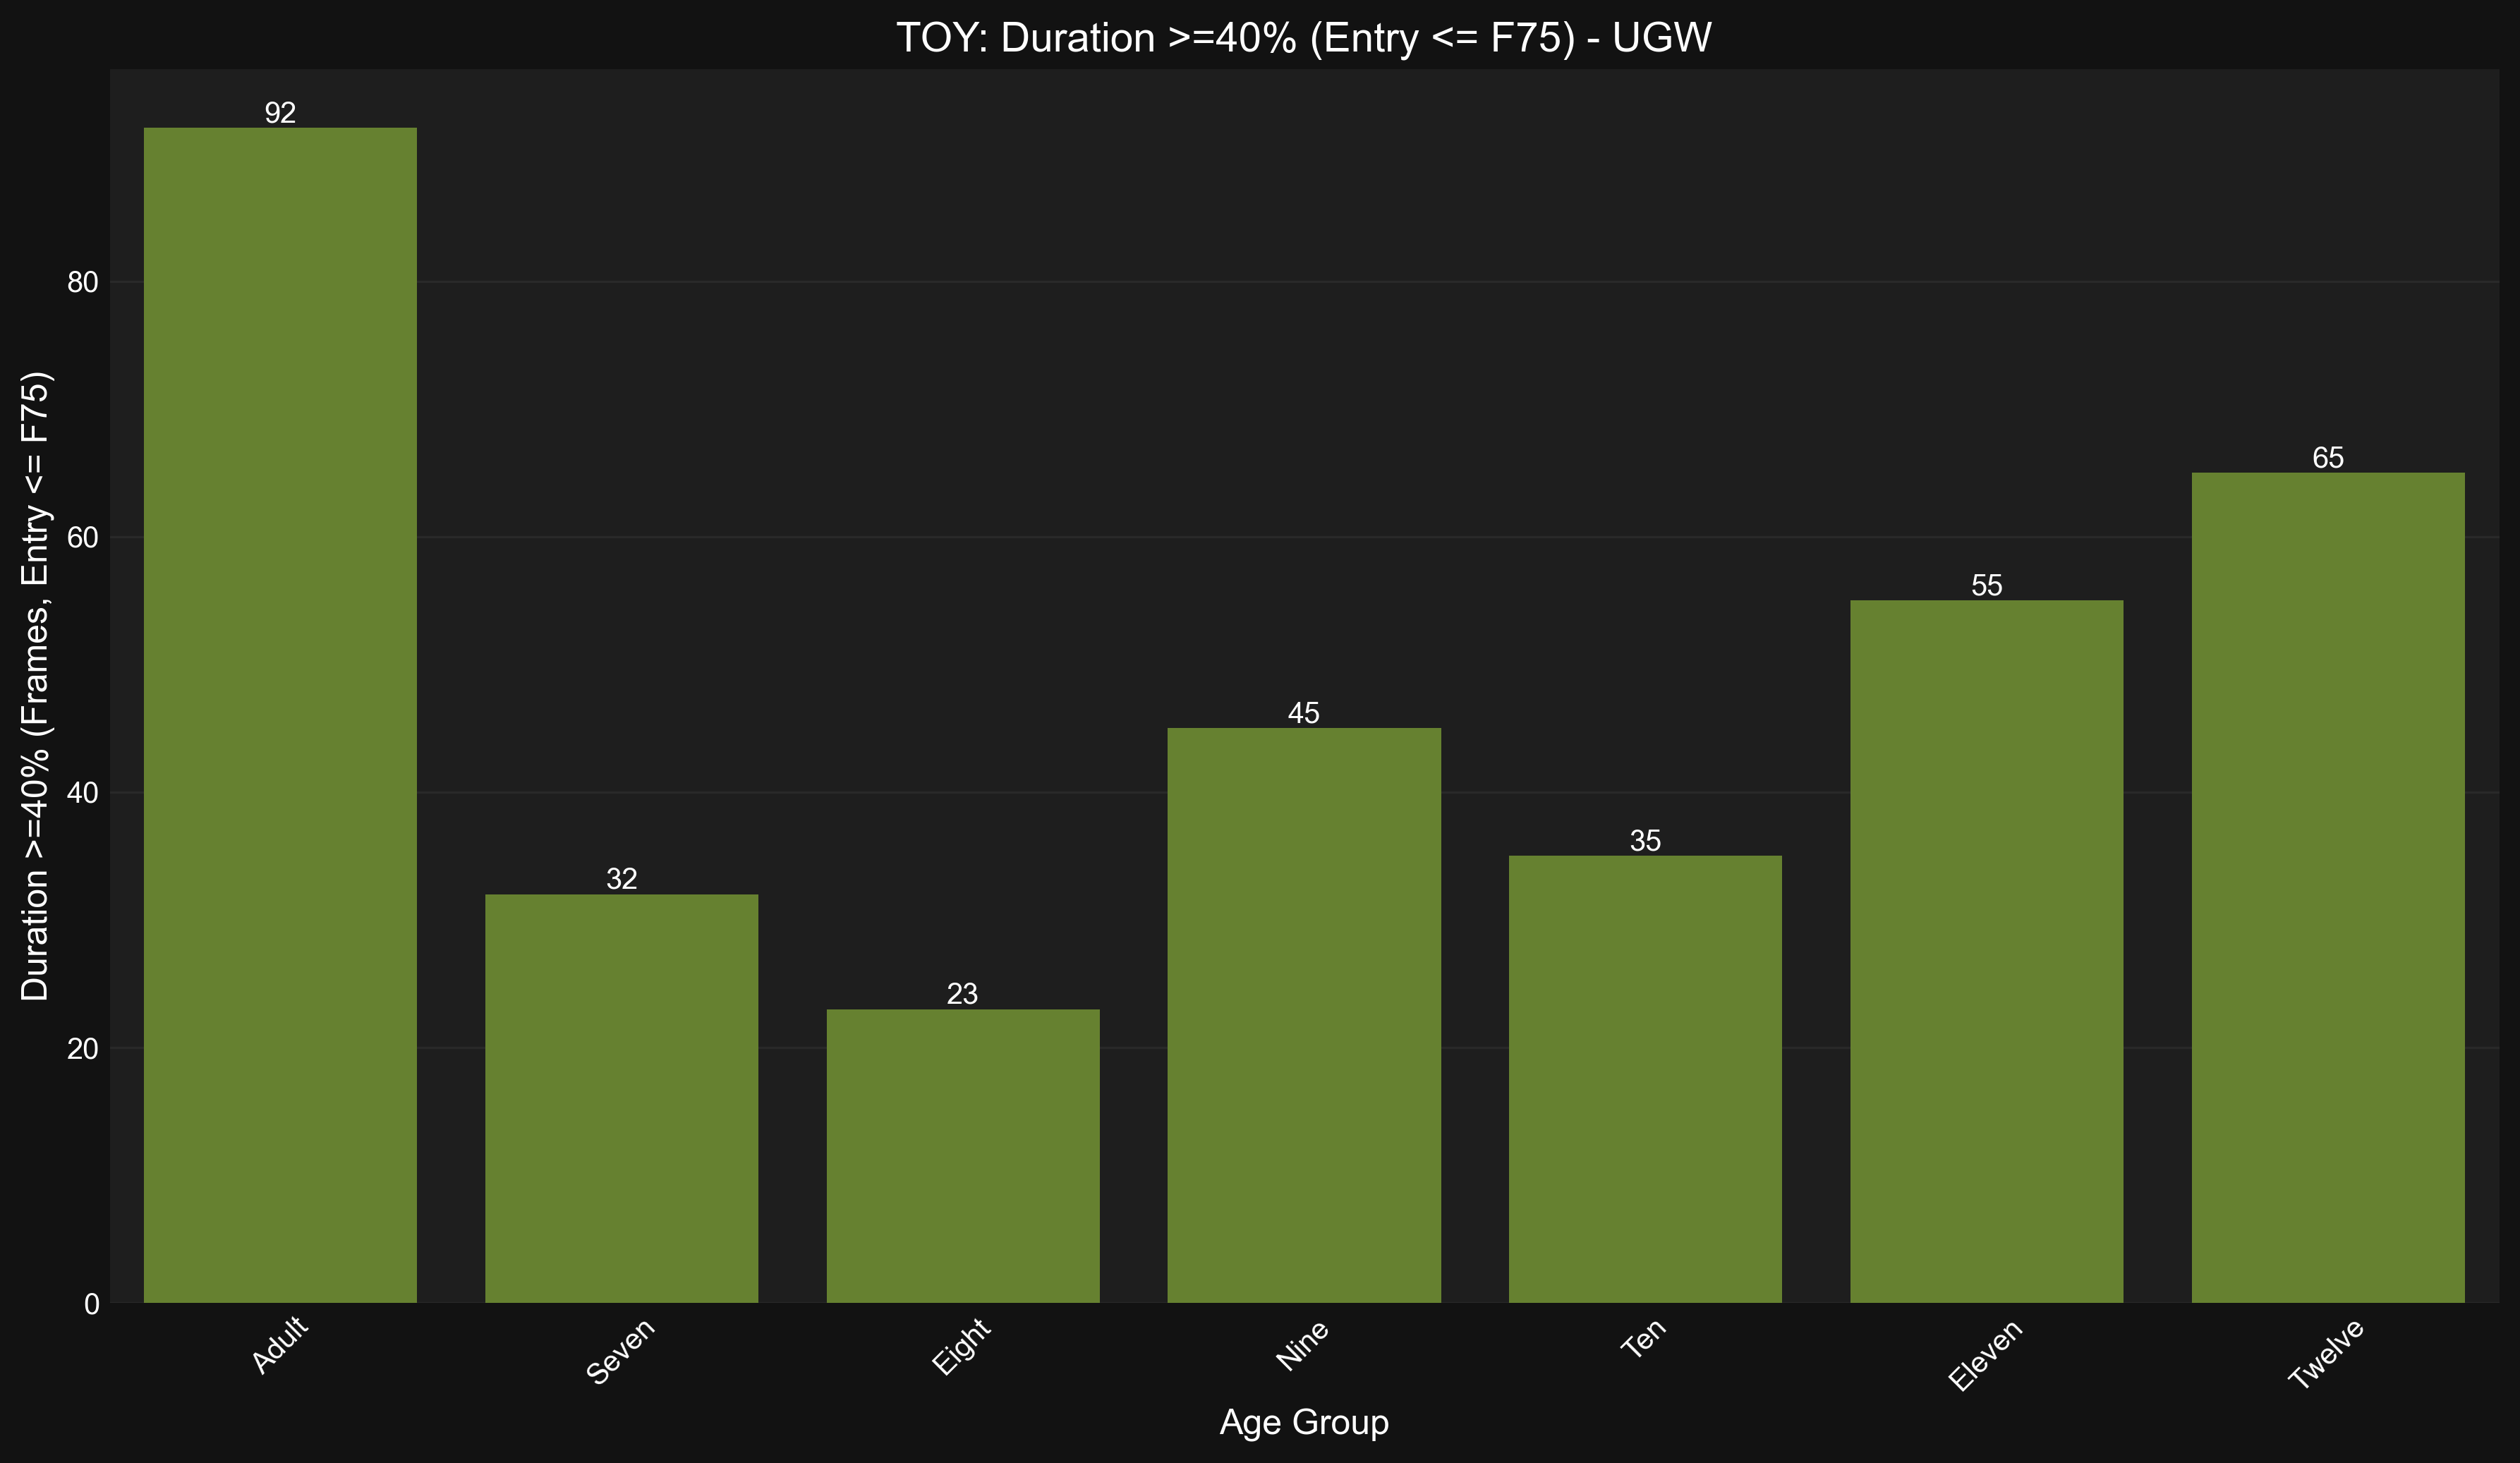 TOY: Duration >=40% (Entry <= F75) - UGW
Duration >=40% (Frames, Entry <= F75)
80
60
40
20
0
92
32
23
45
35
55
65
Adult
Seven
Eight
Nine
Ten
Eleven
Twelve
Age Group